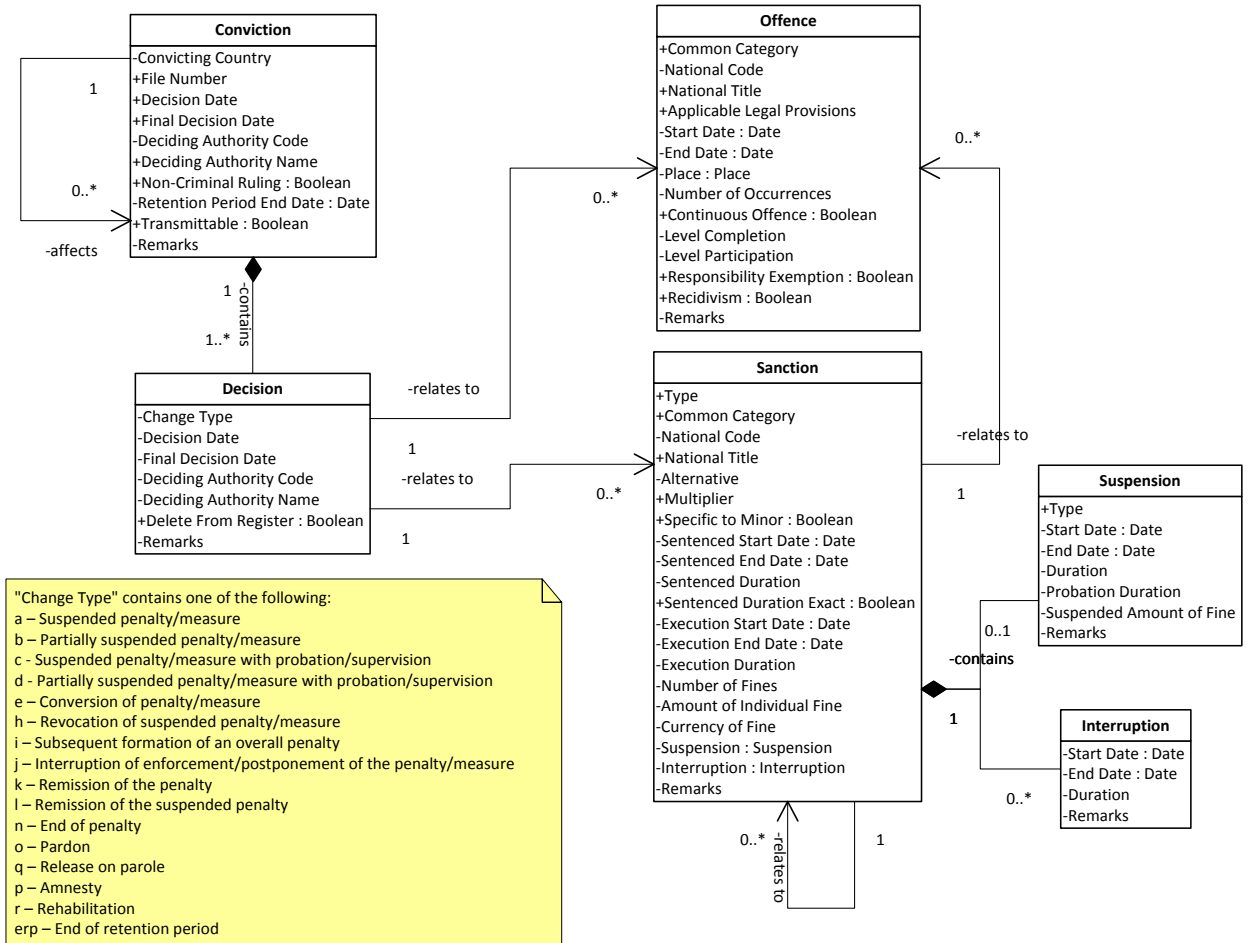 Conviction
-Convicting Country
+File Number
+Decision Date
+Final Decision Date
-Deciding Authority Code
+Deciding Authority Name
+Non-Criminal Ruling : Boolean
-Retention Period End Date : Date
+Transmittable : Boolean
-Remarks
1
0..*
-affects
1
-contains
1..*
Decision
-Change Type
-Decision Date
-Final Decision Date
-Deciding Authority Code
-Deciding Authority Name
+Delete From Register : Boolean
-Remarks
-relates to
1
0..*
-relates to
1
0..*
Offence
+Common Category
-National Code
+National Title
+Applicable Legal Provisions
-Start Date : Date
-End Date : Date
-Place : Place
-Number of Occurrences
+Continuous Offence : Boolean
-Level Completion
-Level Participation
+Responsibility Exemption : Boolean
+Recidivism : Boolean
-Remarks
0..*
-relates to
1
Sanction
+Type
+Common Category
-National Code
+National Title
-Alternative
+Multiplier
+Specific to Minor : Boolean
-Sentenced Start Date : Date
-Sentenced End Date : Date
-Sentenced Duration
+Sentenced Duration Exact : Boolean
-Execution Start Date : Date
-Execution End Date : Date
-Execution Duration
-Number of Fines
-Amount of Individual Fine
-Currency of Fine
-Suspension : Suspension
-Interruption : Interruption
-Remarks
0..*
-relates to
1
Suspension
+Type
-Start Date : Date
-End Date : Date
-Duration
-Probation Duration
-Suspended Amount of Fine
-Remarks
0..1
-contains
1
0..*
Interruption
-Start Date : Date
-End Date : Date
-Duration
-Remarks
"Change Type" contains one of the following:
a – Suspended penalty/measure
b – Partially suspended penalty/measure
c - Suspended penalty/measure with probation/supervision
d - Partially suspended penalty/measure with probation/supervision
e – Conversion of penalty/measure
h – Revocation of suspended penalty/measure
i – Subsequent formation of an overall penalty
j – Interruption of enforcement/postponement of the penalty/measure
k – Remission of the penalty
l – Remission of the suspended penalty
n – End of penalty
o – Pardon
q – Release on parole
p – Amnesty
r – Rehabilitation
erp – End of retention period